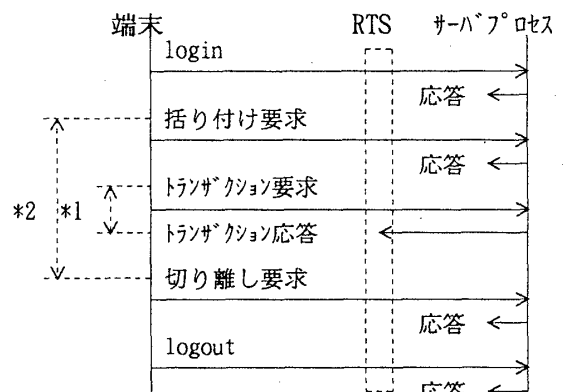 端末 RTS サーバプロセス
login
応答
括り付け要求
応答
トランザクション要求
*2 *1
トランザクション応答
切り離し要求
応答
logout
応答